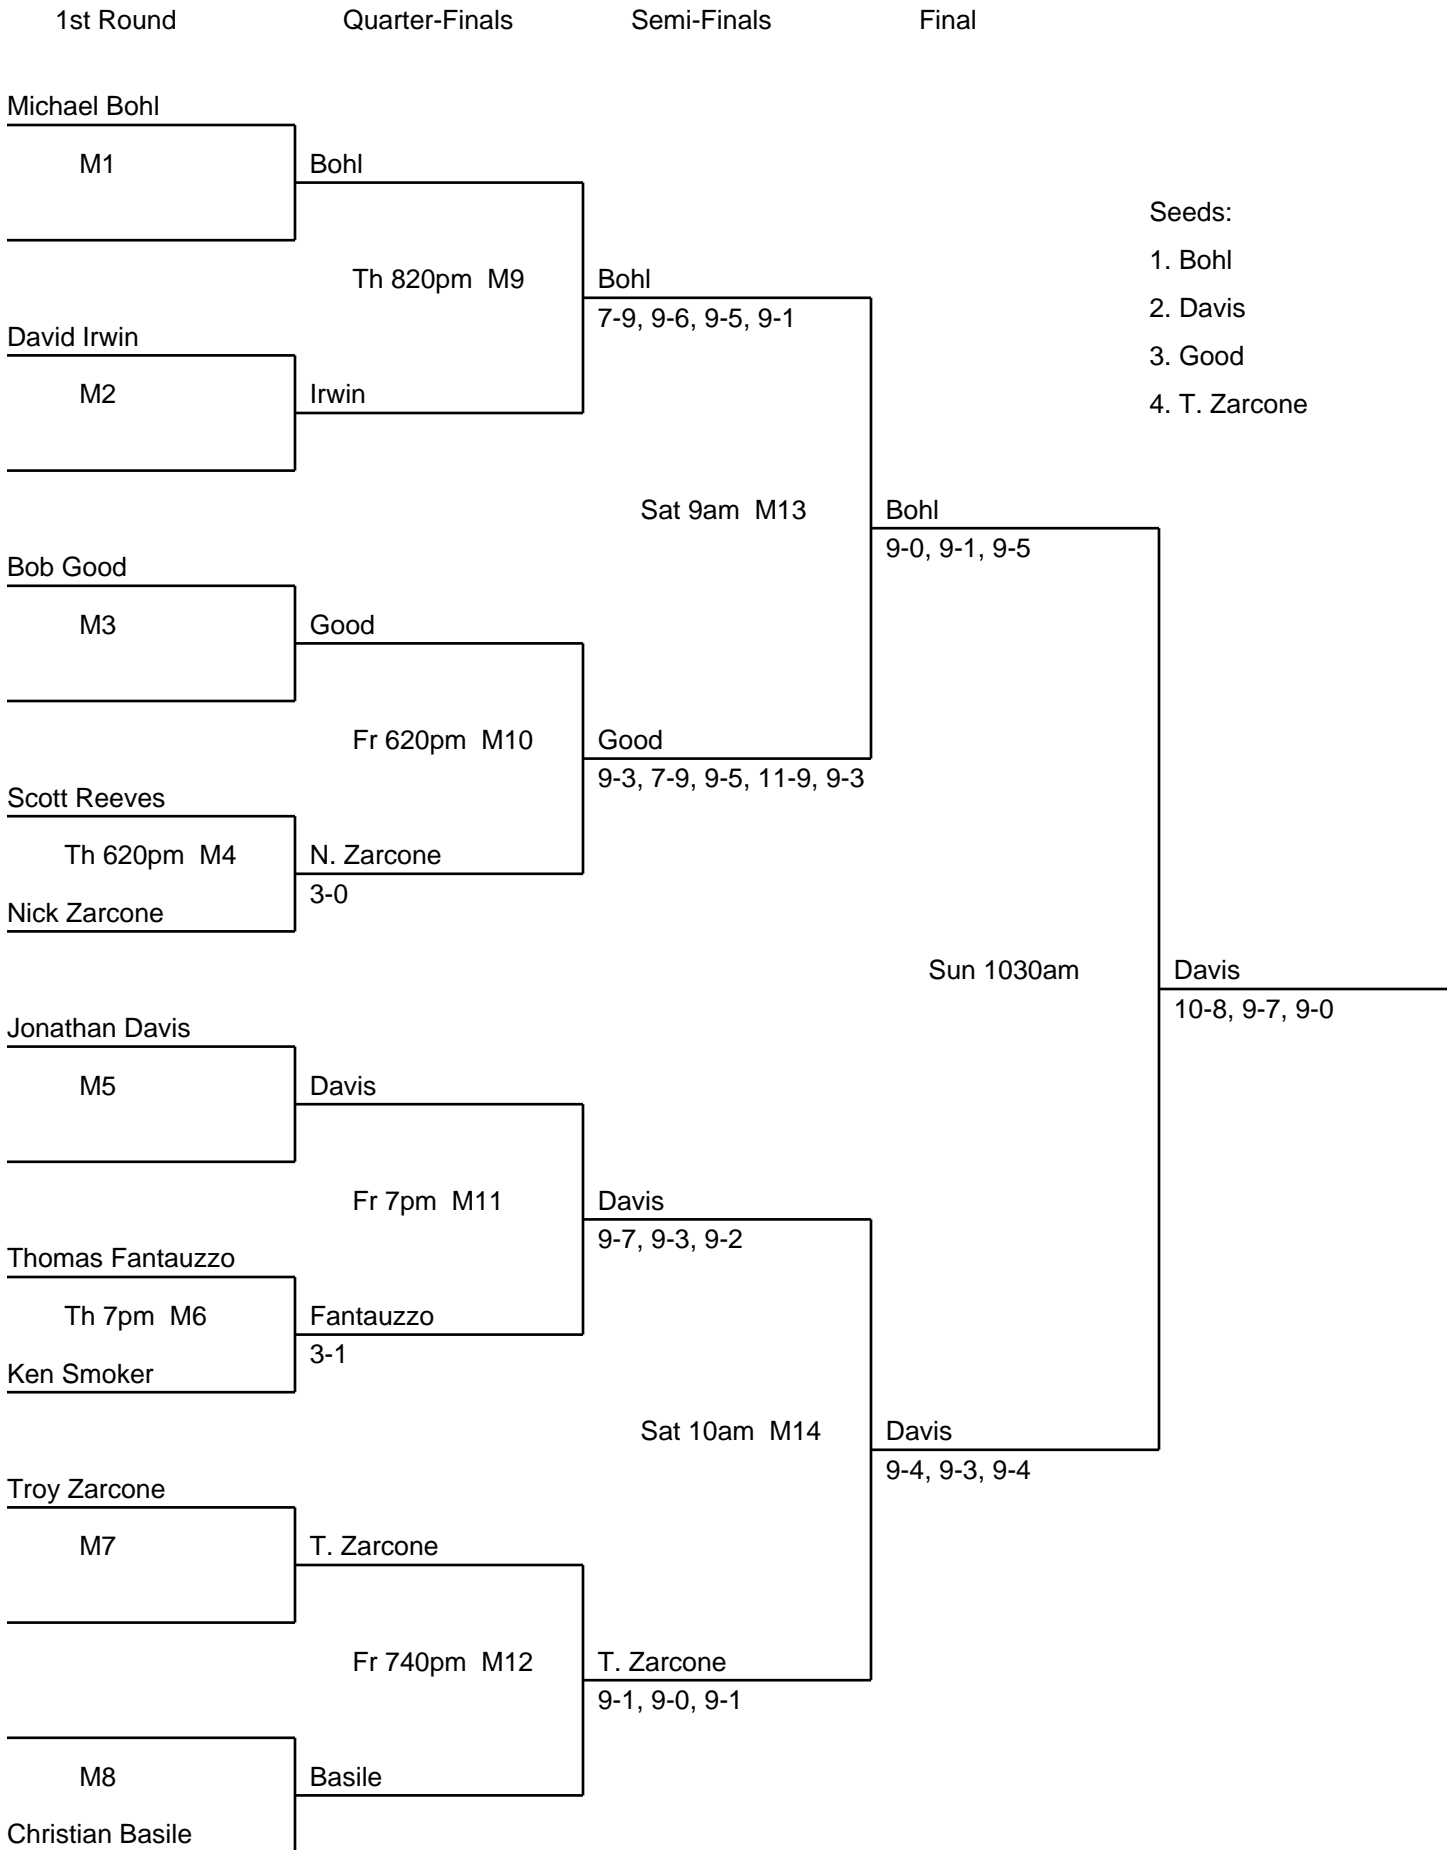 1st Round Quarter-Finals Semi-Finals Final
Michael Bohl
M1
Bohl
Seeds:
1. Bohl
2. Davis
3. Good
4. T. Zarcone
Th 820pm M9
Bohl
7-9, 9-6, 9-5, 9-1
David Irwin
M2
Irwin
Sat 9am M13
Bohl
9-0, 9-1, 9-5
Bob Good
M3
Good
Fr 620pm M10
Good
9-3, 7-9, 9-5, 11-9, 9-3
Scott Reeves
Th 620pm M4
N. Zarcone
3-0
Nick Zarcone
Sun 1030am
Davis
10-8, 9-7, 9-0
Jonathan Davis
M5
Davis
Fr 7pm M11
Davis
9-7, 9-3, 9-2
Thomas Fantauzzo
Th 7pm M6
Fantauzzo
3-1
Ken Smoker
Sat 10am M14
Davis
9-4, 9-3, 9-4
Troy Zarcone
M7
T. Zarcone
Fr 740pm M12
T. Zarcone
9-1, 9-0, 9-1
M8
Basile
Christian Basile